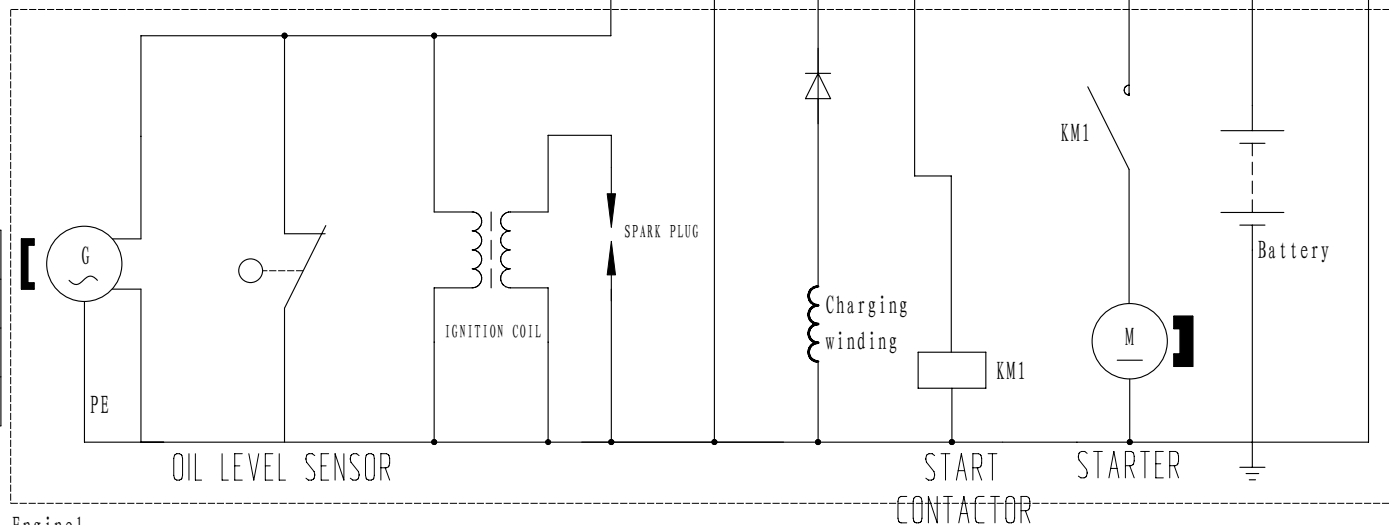 KM1
G
SPARK PLUG
Battery
Charging
winding
IGNITION COIL
M
KM1
PE
OIL LEVEL SENSOR
START
CONTACTOR
STARTER
Engine1